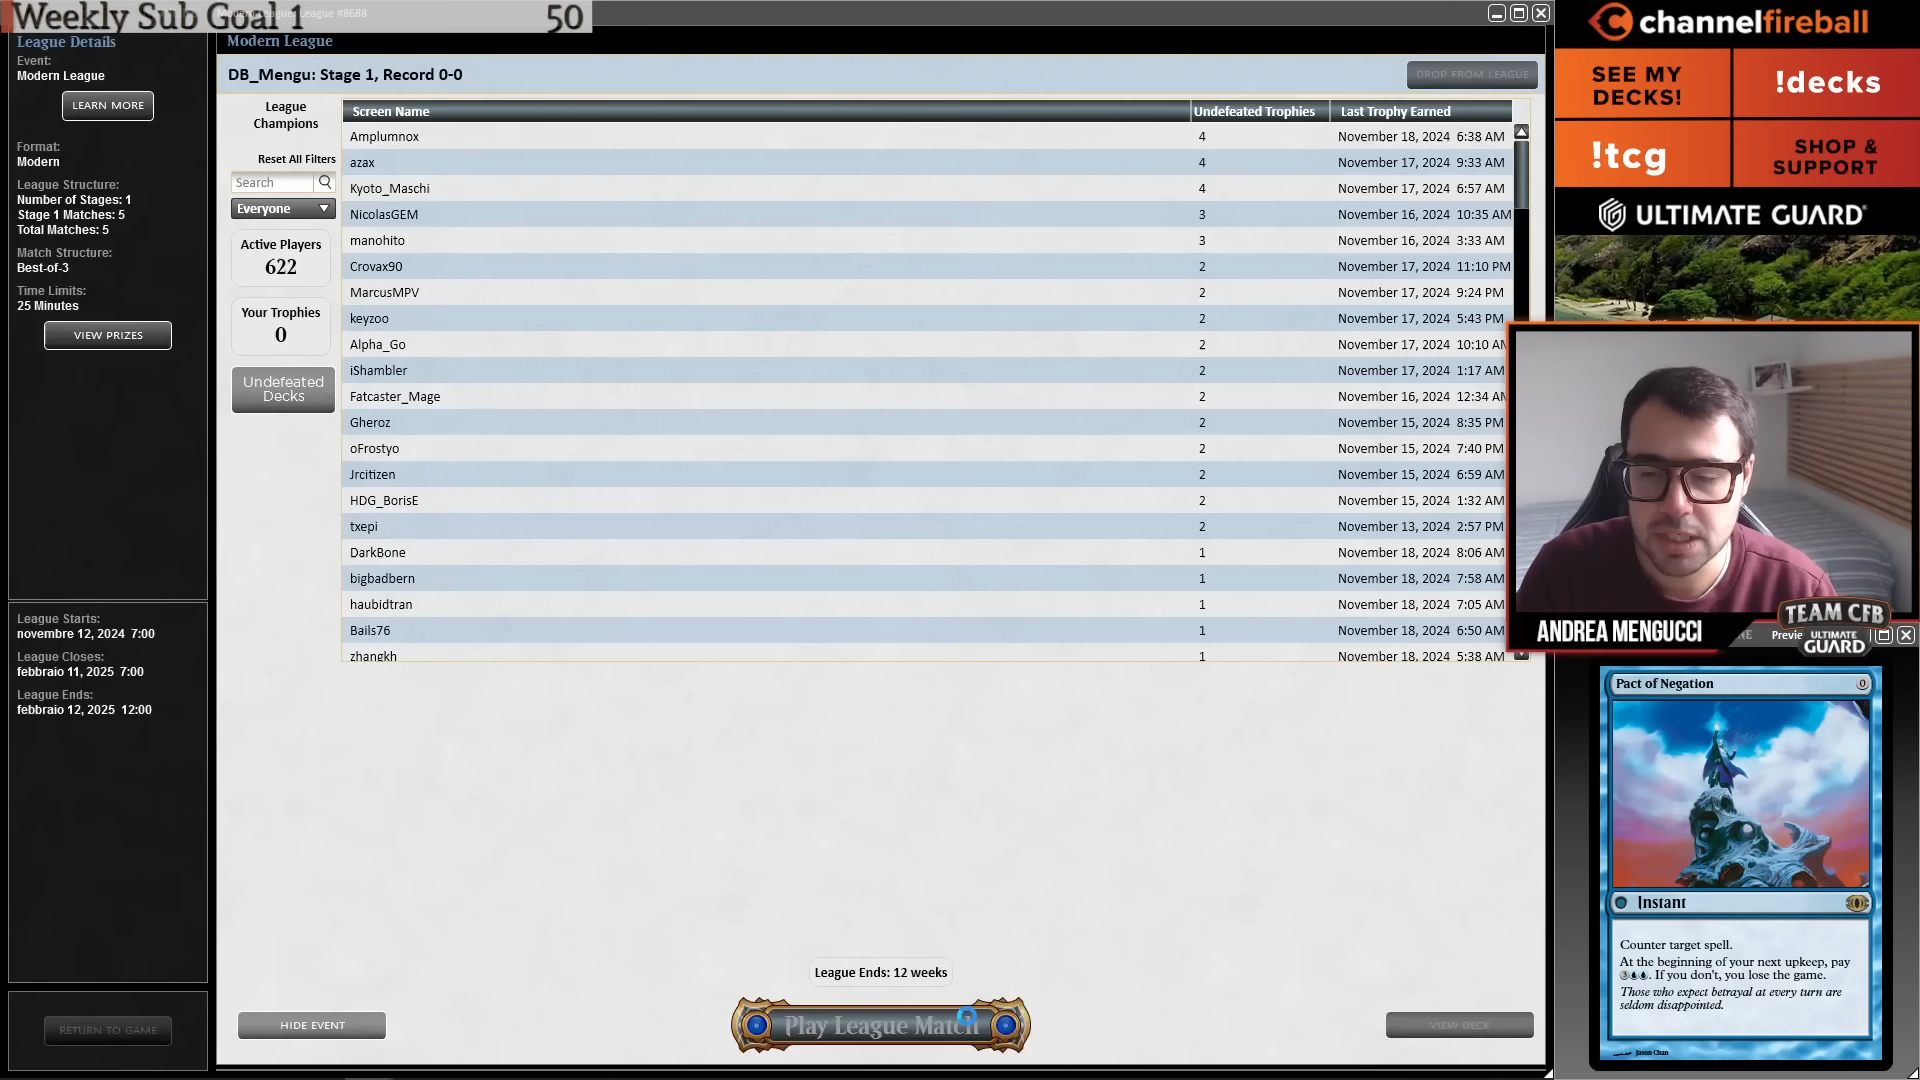 Weekly Sub Goal 1 50
League #8688
League Details
Event:
Modern League
LEARN MORE
Format:
Modern
League Structure:
Number of Stages: 1
Stage 1 Matches: 5
Total Matches: 5
Match Structure:
Best-of-3
Time Limits:
25 Minutes
VIEW PRIZES
League Starts:
novembre 12, 2024 7:00
League Closes:
febbraio 11, 2025 7:00
League Ends:
febbraio 12, 2025 12:00
RETURN TO GAME
Modern League
DB_Mengu: Stage 1, Record 0-0
DROP FROM LEAGUE
League
Champions
Reset All Filters
Search
Everyone
Active Players
622
Your Trophies
0
Undefeated
Decks
Screen Name Undefeated Trophies Last Trophy Earned
Amplumnox 4 November 18, 2024 6:38 AM
azax 4 November 17, 2024 9:33 AM
Kyoto_Maschi 4 November 17, 2024 6:57 AM
NicolasGEM 3 November 16, 2024 10:35 AM
manohito 3 November 16, 2024 3:33 AM
Crovax90 2 November 17, 2024 11:10 PM
MarcusMPV 2 November 17, 2024 9:24 PM
keyzoo 2 November 17, 2024 5:43 PM
Alpha_Go 2 November 17, 2024 10:10 AM
iShambler 2 November 17, 2024 1:17 AM
Fatcaster_Mage 2 November 16, 2024 12:34 AM
Gheroz 2 November 15, 2024 8:35 PM
oFrostyo 2 November 15, 2024 7:40 PM
Jrcitizen 2 November 15, 2024 6:59 AM
HDG_BorisE 2 November 15, 2024 1:32 AM
txepi 2 November 13, 2024 2:57 PM
DarkBone 1 November 18, 2024 8:06 AM
bigbadbern 1 November 18, 2024 7:58 AM
haubidtran 1 November 18, 2024 7:05 AM
Bails76 1 November 18, 2024 6:50 AM
zhangkh 1 November 18, 2024 5:38 AM
League Ends: 12 weeks
HIDE EVENT
Play League Match
VIEW DECK
channelfireball
SEE MY
DECKS!
!decks
!tcg
SHOP &
SUPPORT
ULTIMATE GUARD
ANDREA MENGUCCI
TEAM CFB
ULTIMATE
GUARD
Previe
Pact of Negation 0
Instant
Counter target spell.
At the beginning of your next upkeep, pay
3. If you don't, you lose the game.
Those who expect betrayal at every turn are
seldom disappointed.
Jason Chan